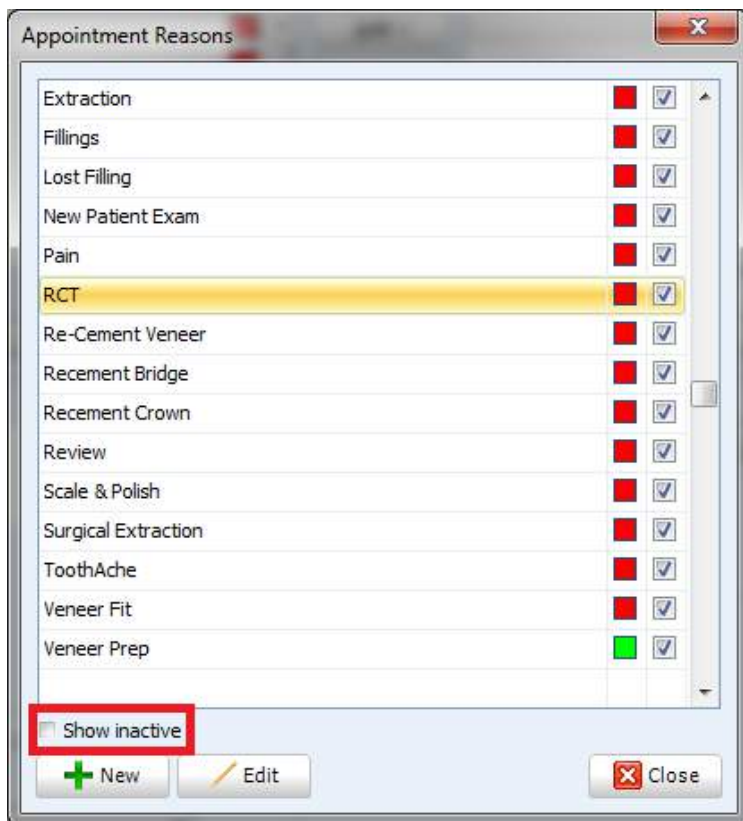 Appointment Reasons
Extraction
Fillings
Lost Filling
New Patient Exam
Pain
RCT
Re-Cement Veneer
Recement Bridge
Recement Crown
Review
Scale & Polish
Surgical Extraction
ToothAche
Veneer Fit
Veneer Prep
Show inactive
New Edit Close